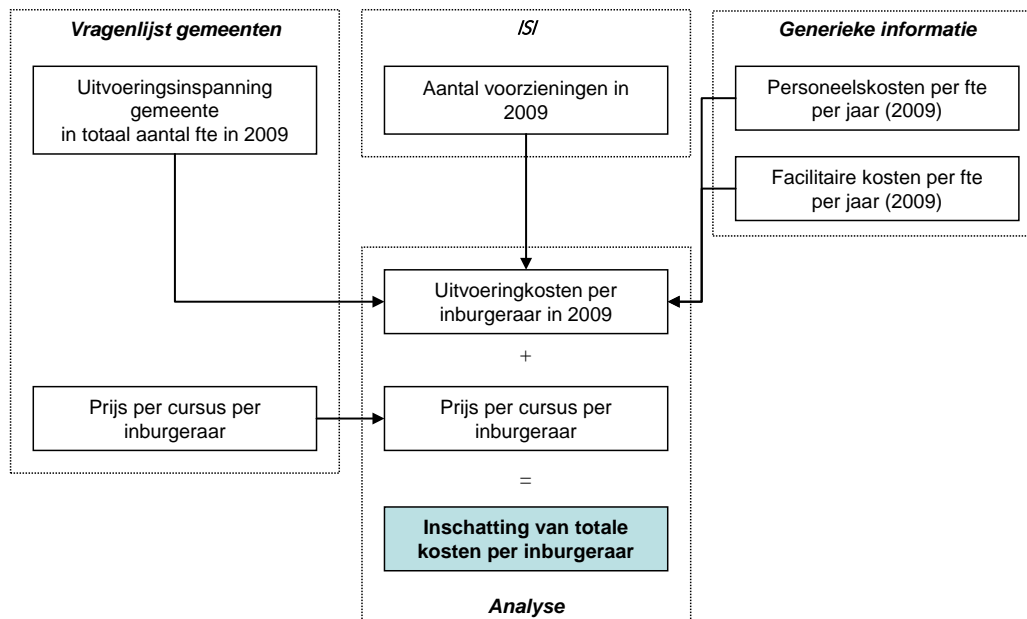 Vragenlijst gemeenten
Uitvoeringsinspanning
gemeente
in totaal aantal fte in 2009
Prijs per cursus per
inburgeraar
ISI
Aantal voorzieningen in
2009
Generieke informatie
Personeelskosten per fte
per jaar (2009)
Facilitaire kosten per fte
per jaar (2009)
Uitvoeringkosten per
inburgeraar in 2009
+
Prijs per cursus per
inburgeraar
=
Inschatting van totale
kosten per inburgeraar
Analyse